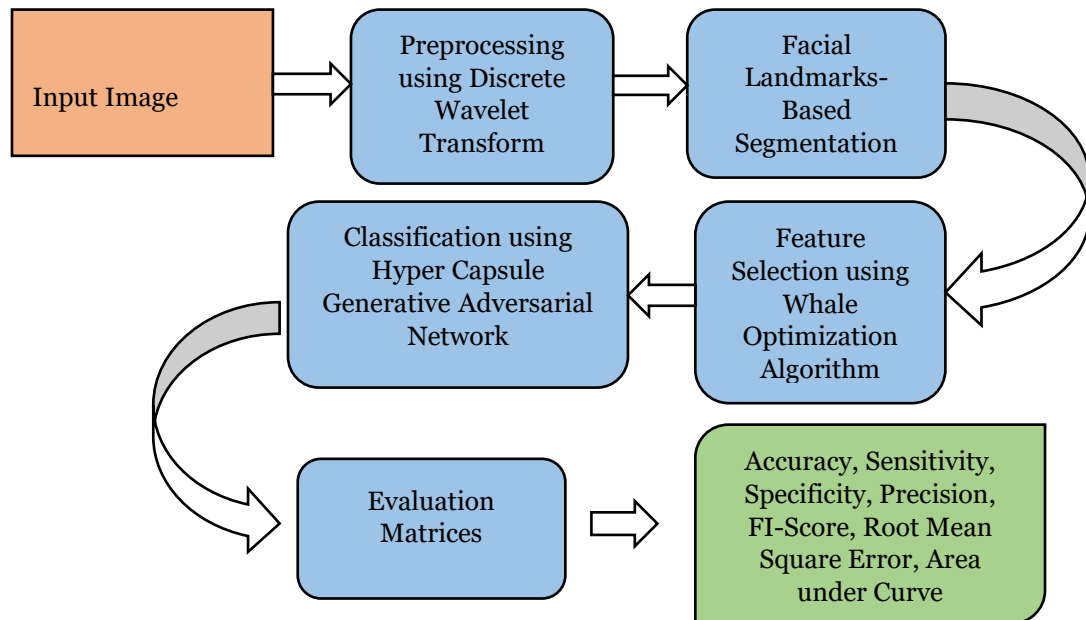 Input Image
Preprocessing
using Discrete
Wavelet
Transform
Facial
Landmarks-
Based
Segmentation
Feature
Selection using
Whale
Optimization
Algorithm
Classification using
Hyper Capsule
Generative Adversarial
Network
Evaluation
Matrices
Accuracy, Sensitivity,
Specificity, Precision,
FI-Score, Root Mean
Square Error, Area
under Curve